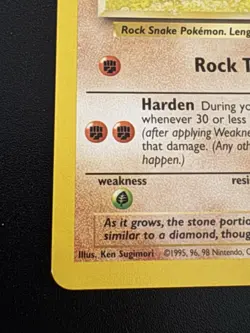 Rock Snake Pokémon. Leng
Rock T
Harden During yo
whenever 30 or less
(after applying Weakne
that damage. (Any oth
happen.)
weakness
resi
As it grows, the stone portio
similar to a diamond, thoug
Illus. Ken Sugimori
©1995, 96, 98 Nintendo, C